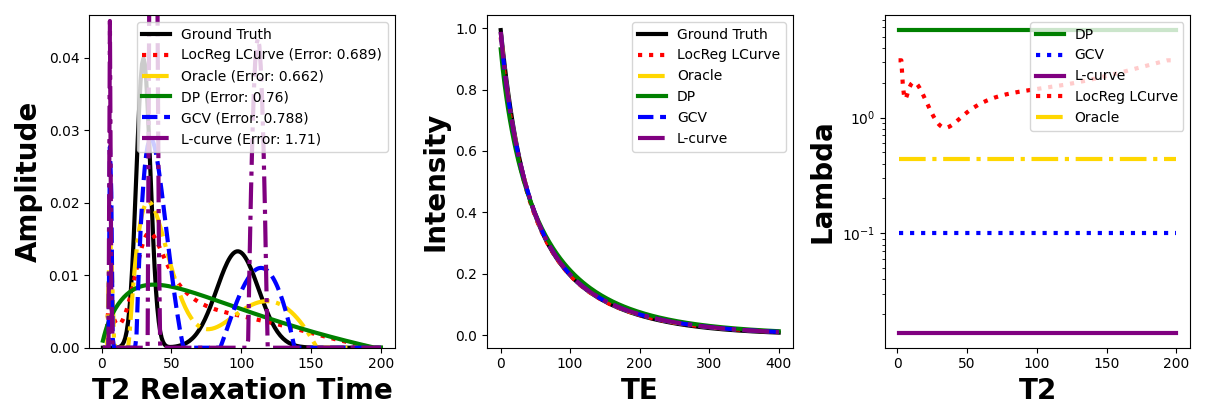 Amplitude
0.04
0.03
0.02
0.01
0.00
0
50
100
150
200
T2 Relaxation Time
Ground Truth
LocReg LCurve (Error: 0.689)
Oracle (Error: 0.662)
DP (Error: 0.76)
GCV (Error: 0.788)
L-curve (Error: 1.71)
Intensity
1.0
0.8
0.6
0.4
0.2
0.0
0
100
200
300
400
TE
Ground Truth
LocReg LCurve
Oracle
DP
GCV
L-curve
Lambda
10⁰
10⁻¹
0
50
100
150
200
T2
DP
GCV
L-curve
LocReg LCurve
Oracle